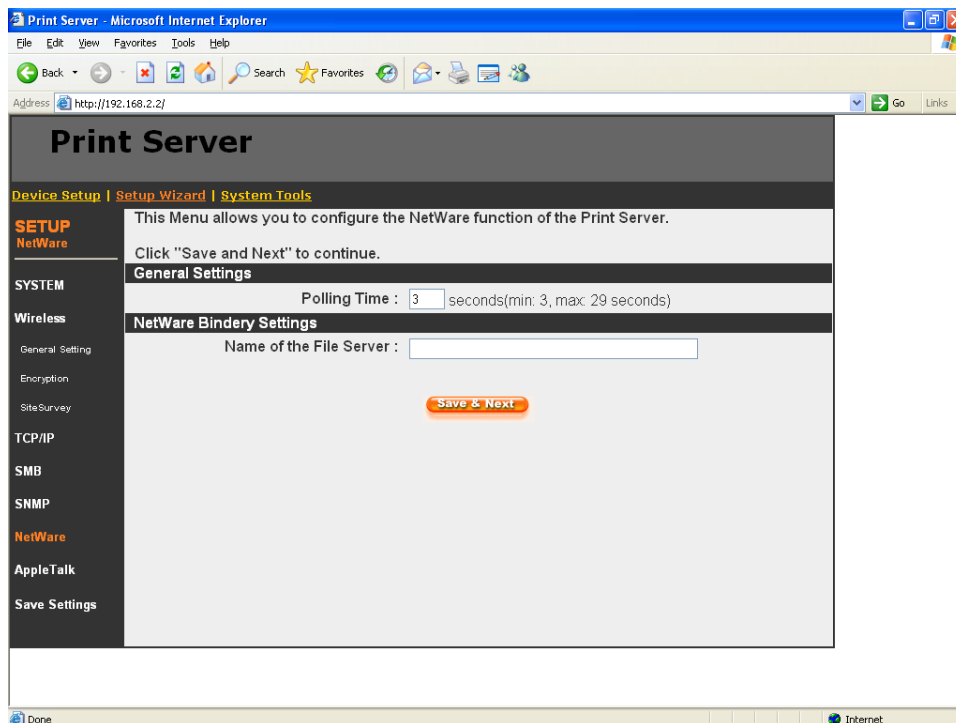 Print Server - Microsoft Internet Explorer
File Edit View Favorites Tools Help
Back Search Favorites
Address http://192.168.2.2/ Go Links
Print Server
Device Setup | Setup Wizard | System Tools
SETUP
NetWare
SYSTEM
Wireless
General Setting
Encryption
SiteSurvey
TCP/IP
SMB
SNMP
NetWare
AppleTalk
Save Settings
This Menu allows you to configure the NetWare function of the Print Server.
Click "Save and Next" to continue.
General Settings
Polling Time : 3 seconds(min: 3, max: 29 seconds)
NetWare Bindery Settings
Name of the File Server :
Save & Next
Done Internet